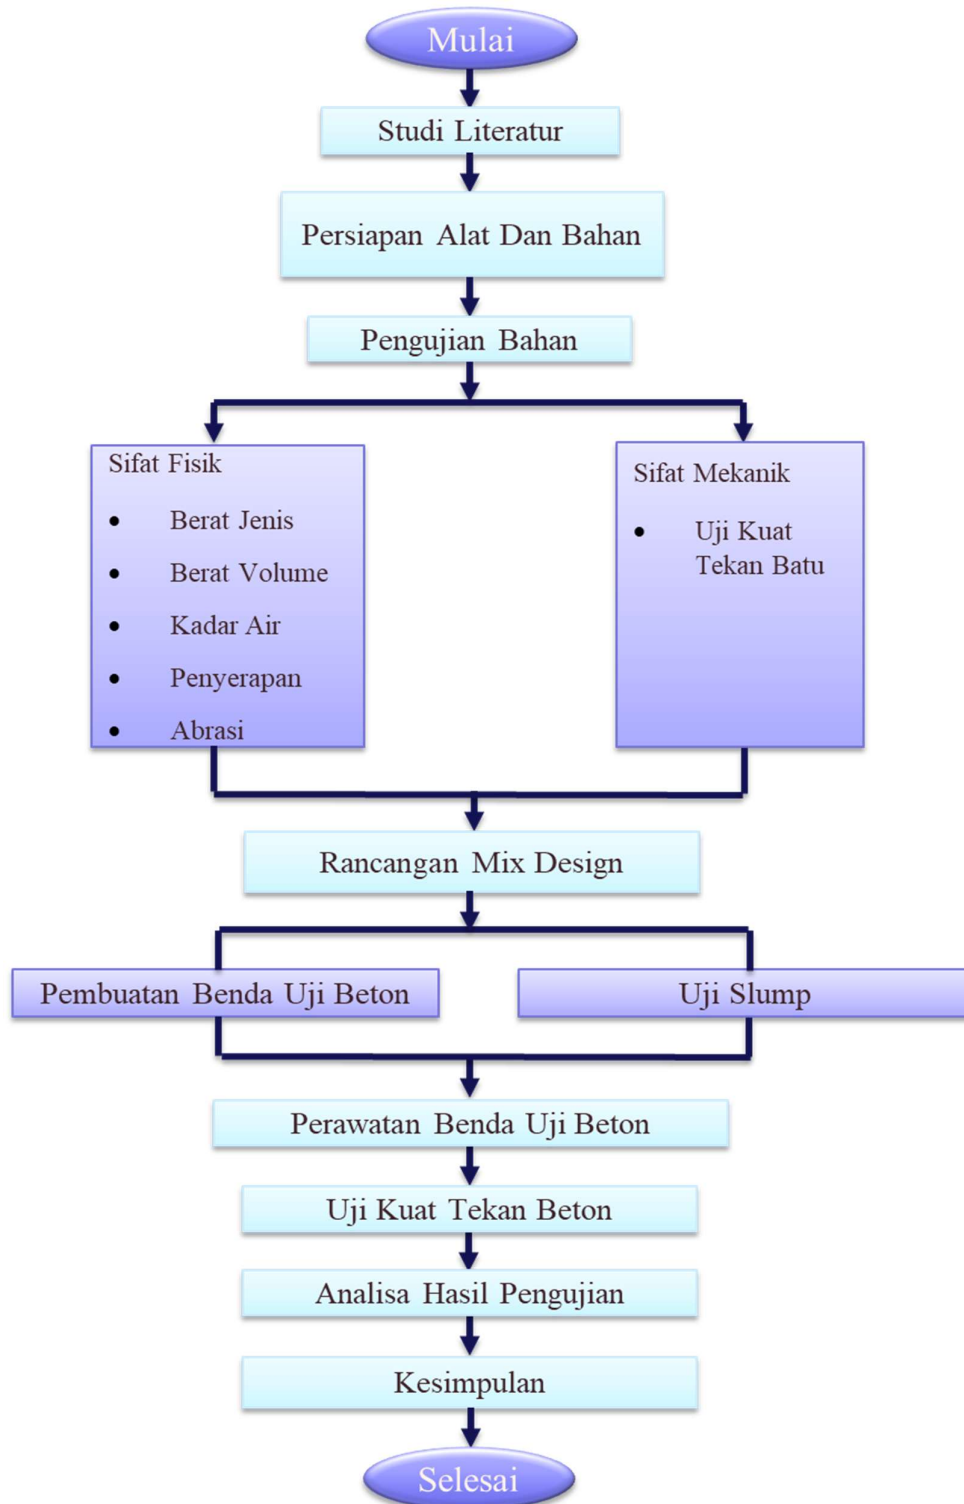 Mulai
Studi Literatur
Persiapan Alat Dan Bahan
Pengujian Bahan
Sifat Fisik
• Berat Jenis
• Berat Volume
• Kadar Air
• Penyerapan
• Abrasi
Sifat Mekanik
• Uji Kuat
Tekan Batu
Rancangan Mix Design
Pembuatan Benda Uji Beton
Uji Slump
Perawatan Benda Uji Beton
Uji Kuat Tekan Beton
Analisa Hasil Pengujian
Kesimpulan
Selesai